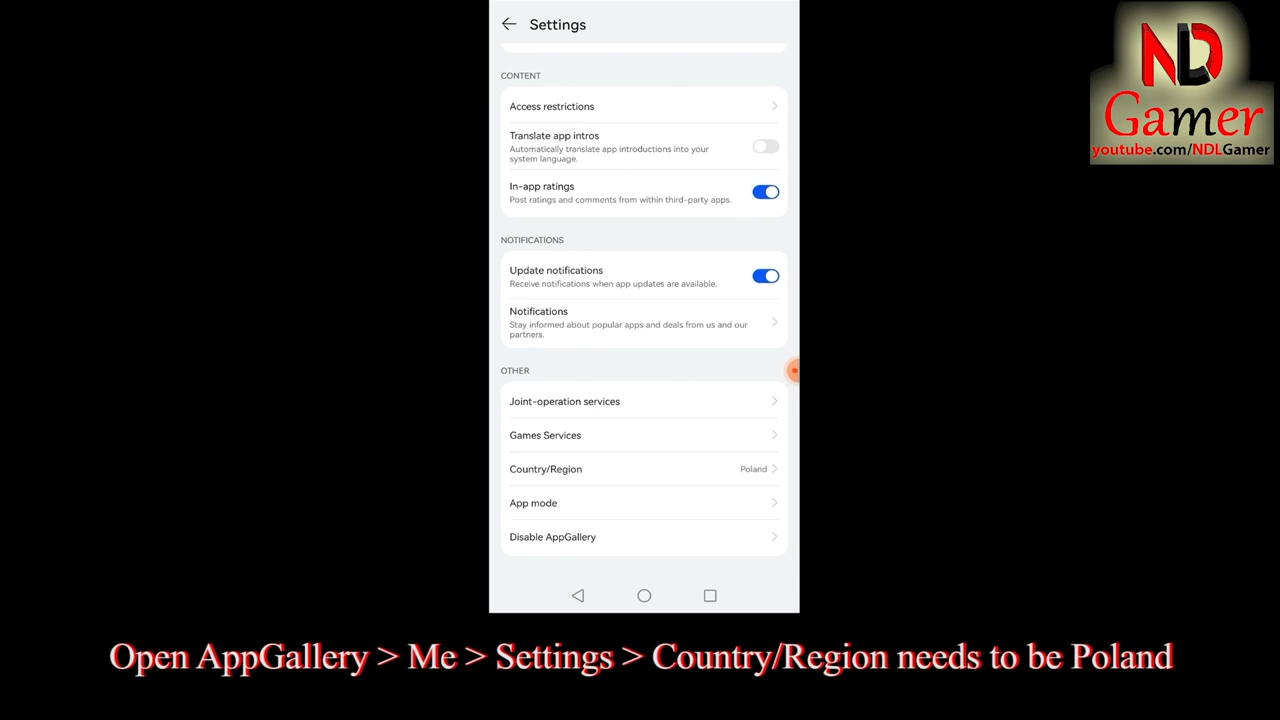 Settings
CONTENT
Access restrictions
Translate app intros
Automatically translate app introductions into your
system language.
In-app ratings
Post ratings and comments from within third-party apps.
NOTIFICATIONS
Update notifications
Receive notifications when app updates are available.
Notifications
Stay informed about popular apps and deals from us and our
partners.
OTHER
Joint-operation services
Games Services
Country/Region Poland
App mode
Disable AppGallery
NDL
Gamer
youtube.com/NDLGamer
Open AppGallery > Me > Settings > Country/Region needs to be Poland